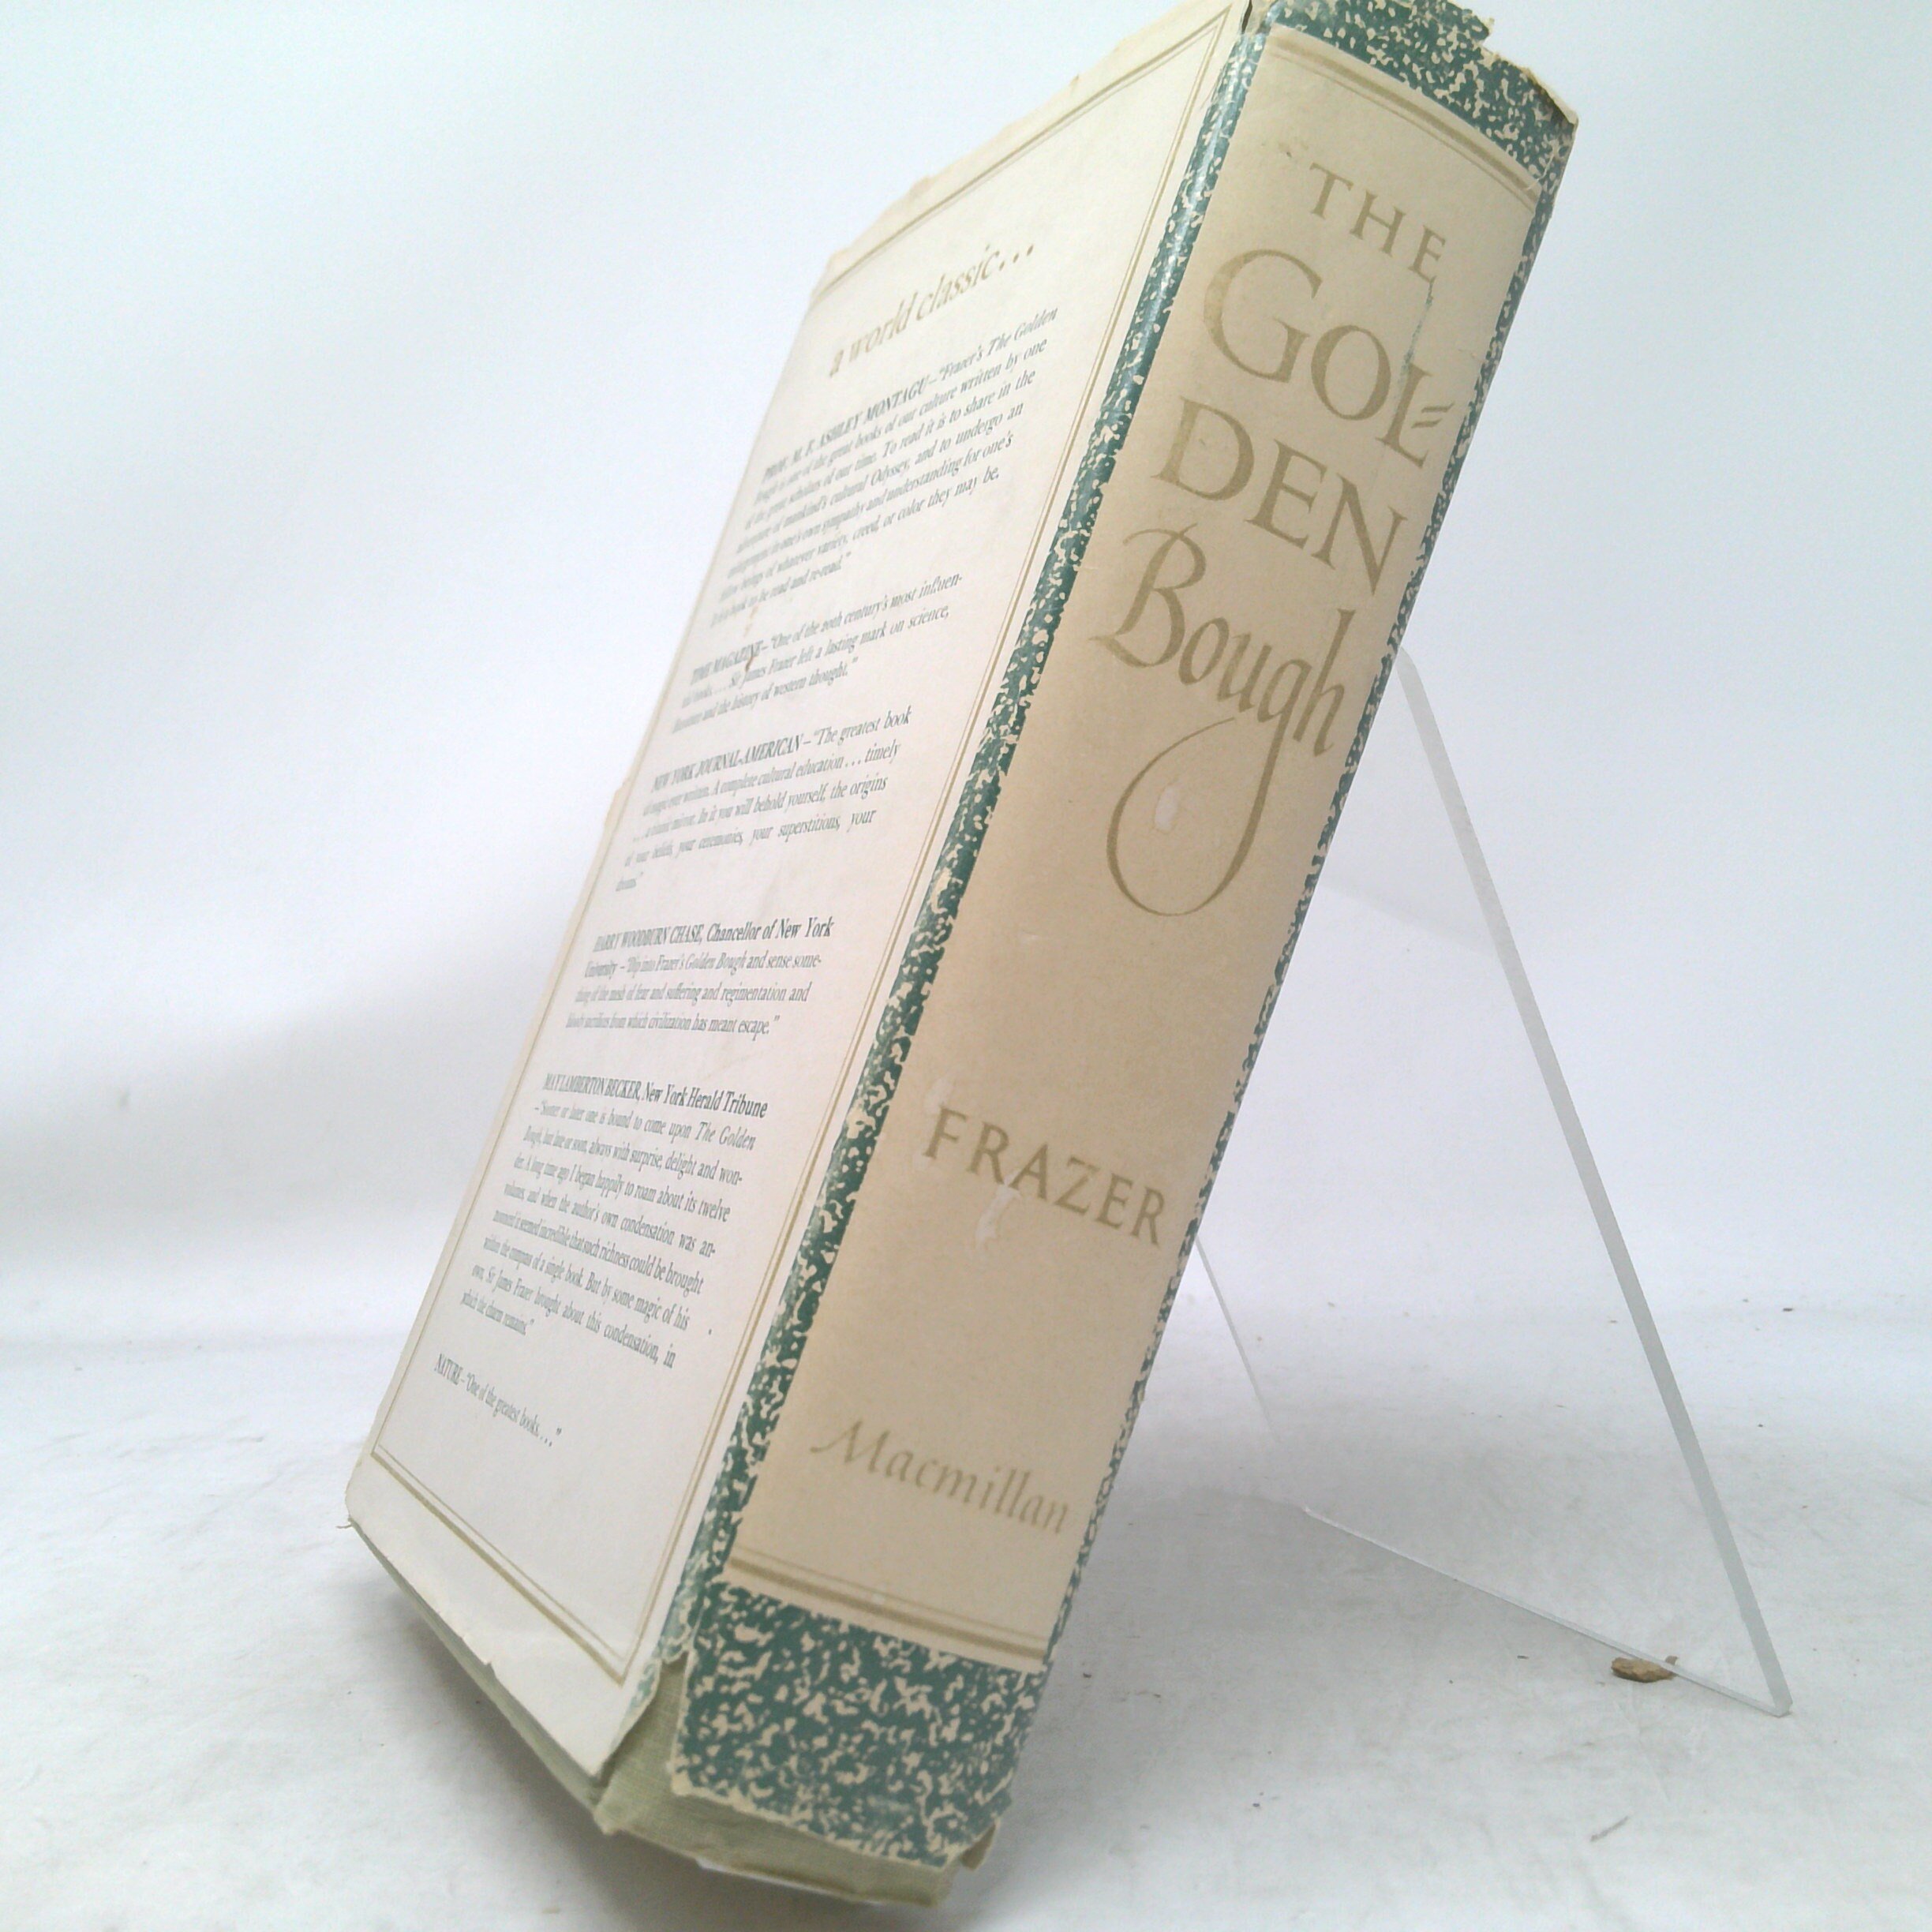 a world classic...
PROF. M. F. ASHLEY MONTAGU—"Frazer's The Golden
Bough is one of the great books of our culture written by one
of the great scholars of our time. To read it is to share in the
adventure of mankind's cultural Odyssey, and to undergo an
enlargement in one's own sympathy and understanding for one's
fellow beings of whatever variety, creed, or color they may be.
It is a book to be read and re-read."
TIME MAGAZINE—"One of the 20th century's most influen-
tial books.... Sir James Frazer left a lasting mark on science,
literature and the history of western thought."
NEW YORK JOURNAL-AMERICAN—"The greatest book
of magic ever written. A complete cultural education... timely
... a truest mirror. In it you will behold yourself, the origins
of your beliefs, your ceremonies, your superstitions, your
dreams."
HARRY WOODBURN CHASE, Chancellor of New York
University—"Dip into Frazer's Golden Bough and sense some-
thing of the mesh of fear and suffering and regimentation and
bloody sacrifices from which civilization has meant escape."
MAY LAMBERTON BECKER, New York Herald Tribune
—"Sooner or later one is bound to come upon The Golden
Bough, but late or soon, always with surprise, delight and won-
der. A long time ago I began happily to roam about its twelve
volumes, and when the author's own condensation was an-
nounced it seemed incredible that such richness could be brought
within the compass of a single book. But by some magic of his
own, Sir James Frazer brought about this condensation, in
which the charm remains."
NATURE—"One of the greatest books...."
THE
GOL-
DEN
Bough
FRAZER
Macmillan